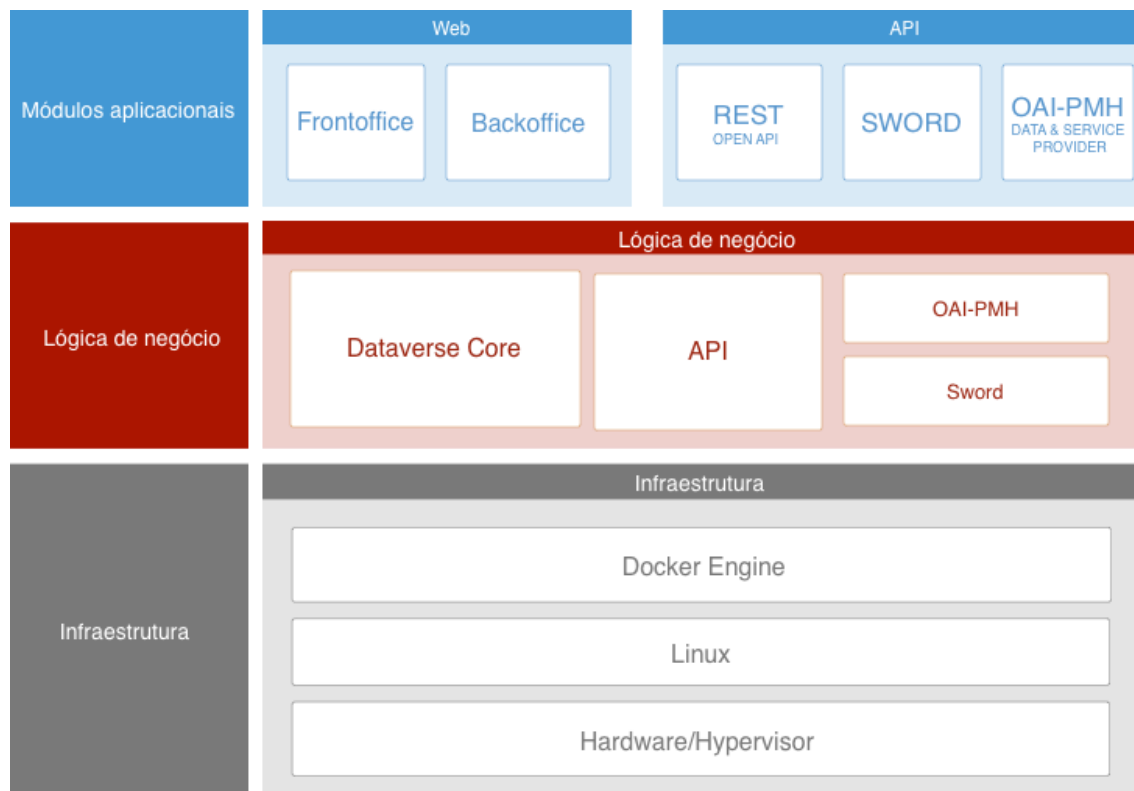 Web
API
Módulos aplicacionais
Frontoffice
Backoffice
REST
OPEN API
SWORD
OAI-PMH
DATA & SERVICE
PROVIDER
Lógica de negócio
Lógica de negócio
Dataverse Core
API
OAI-PMH
Sword
Infraestrutura
Infraestrutura
Docker Engine
Linux
Hardware/Hypervisor